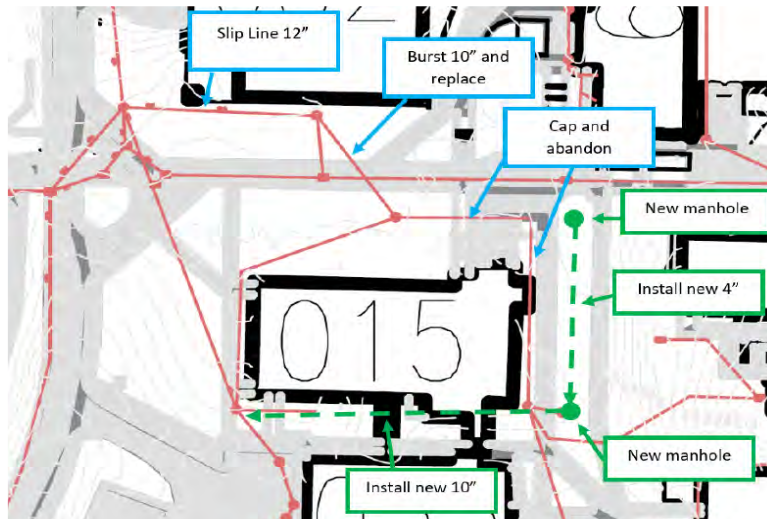 Slip Line 12”
Burst 10” and
replace
Cap and
abandon
New manhole
Install new 4”
015
New manhole
Install new 10”